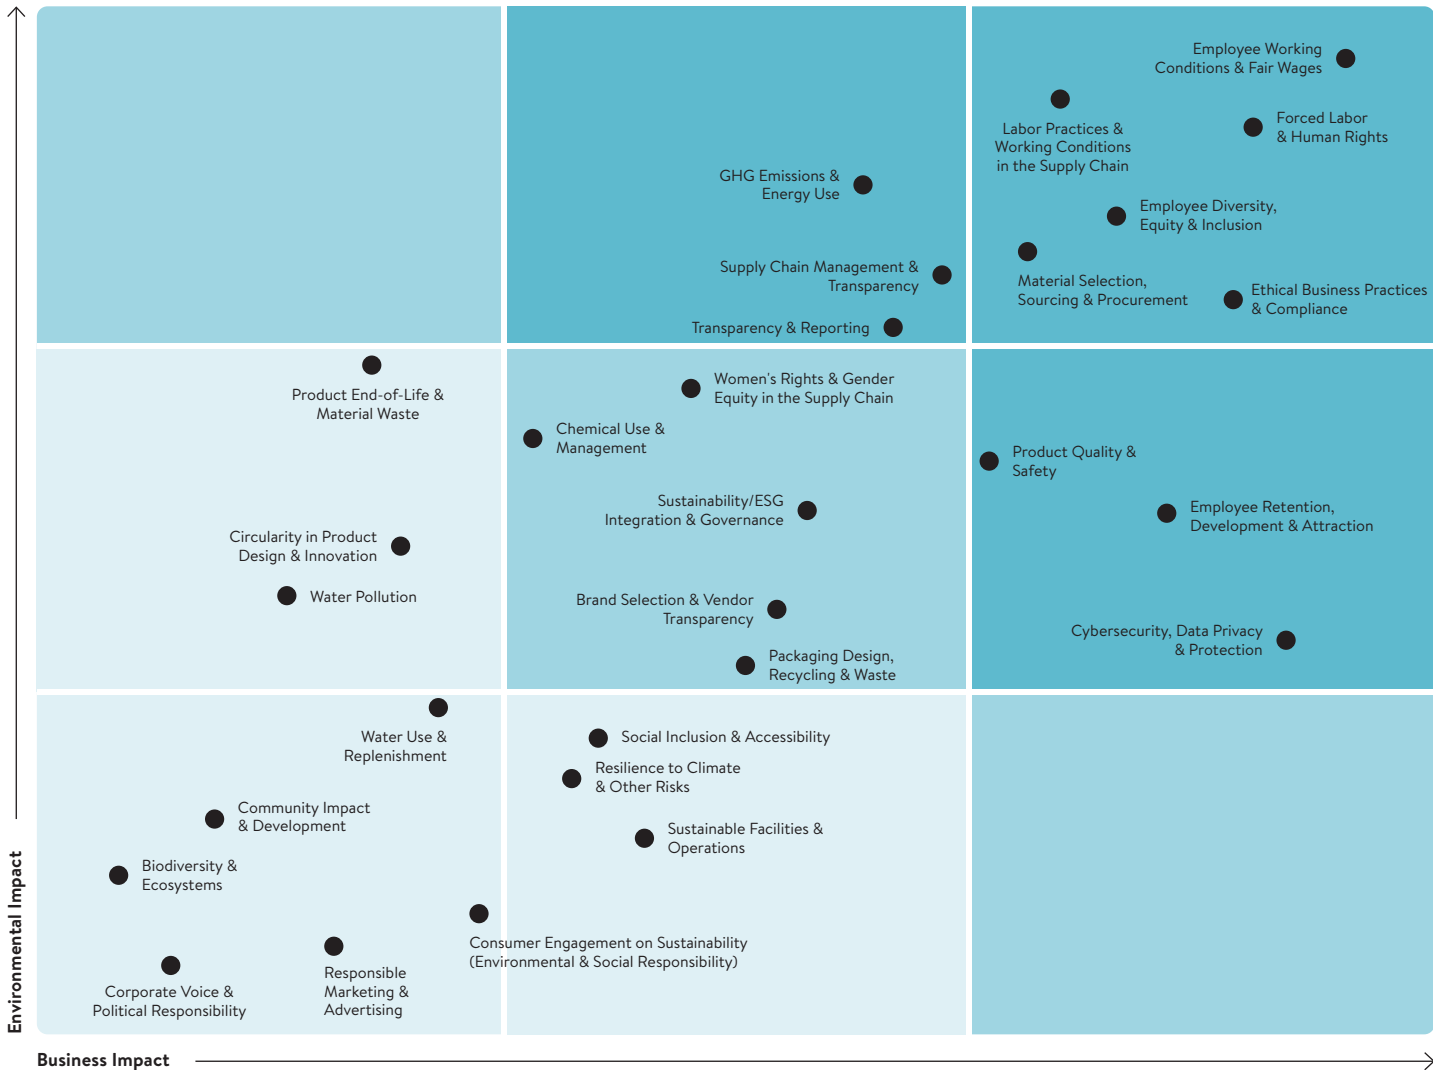 Employee Working
Conditions & Fair Wages
Labor Practices &
Working Conditions
in the Supply Chain
Forced Labor
& Human Rights
GHG Emissions &
Energy Use
Employee Diversity,
Equity & Inclusion
Supply Chain Management &
Transparency
Material Selection,
Sourcing & Procurement
Ethical Business Practices
& Compliance
Transparency & Reporting
Product End-of-Life &
Material Waste
Women's Rights & Gender
Equity in the Supply Chain
Chemical Use &
Management
Product Quality &
Safety
Sustainability/ESG
Integration & Governance
Employee Retention,
Development & Attraction
Circularity in Product
Design & Innovation
Water Pollution
Brand Selection & Vendor
Transparency
Cybersecurity, Data Privacy
& Protection
Packaging Design,
Recycling & Waste
Water Use &
Replenishment
Social Inclusion & Accessibility
Resilience to Climate
& Other Risks
Community Impact
& Development
Sustainable Facilities &
Operations
Biodiversity &
Ecosystems
Consumer Engagement on Sustainability
(Environmental & Social Responsibility)
Responsible
Marketing &
Advertising
Corporate Voice &
Political Responsibility
Environmental Impact
Business Impact